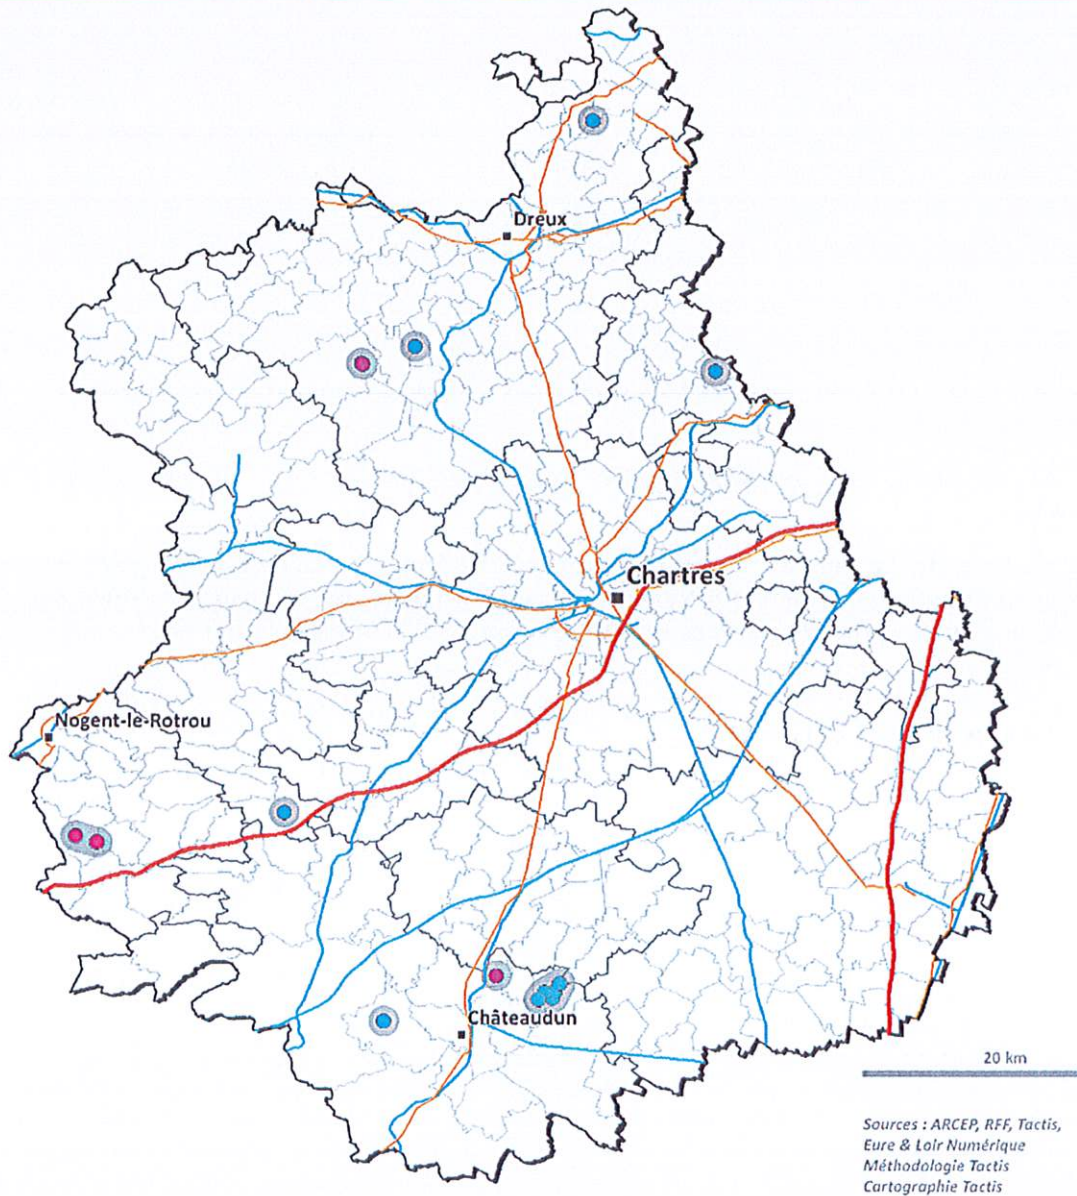 Dreux
Chartres
Nogent-le-Rotrou
Châteaudun
20 km
Sources : ARCEP, RFF, Tactis,
Eure & Loir Numérique
Méthodologie Tactis
Cartographie Tactis